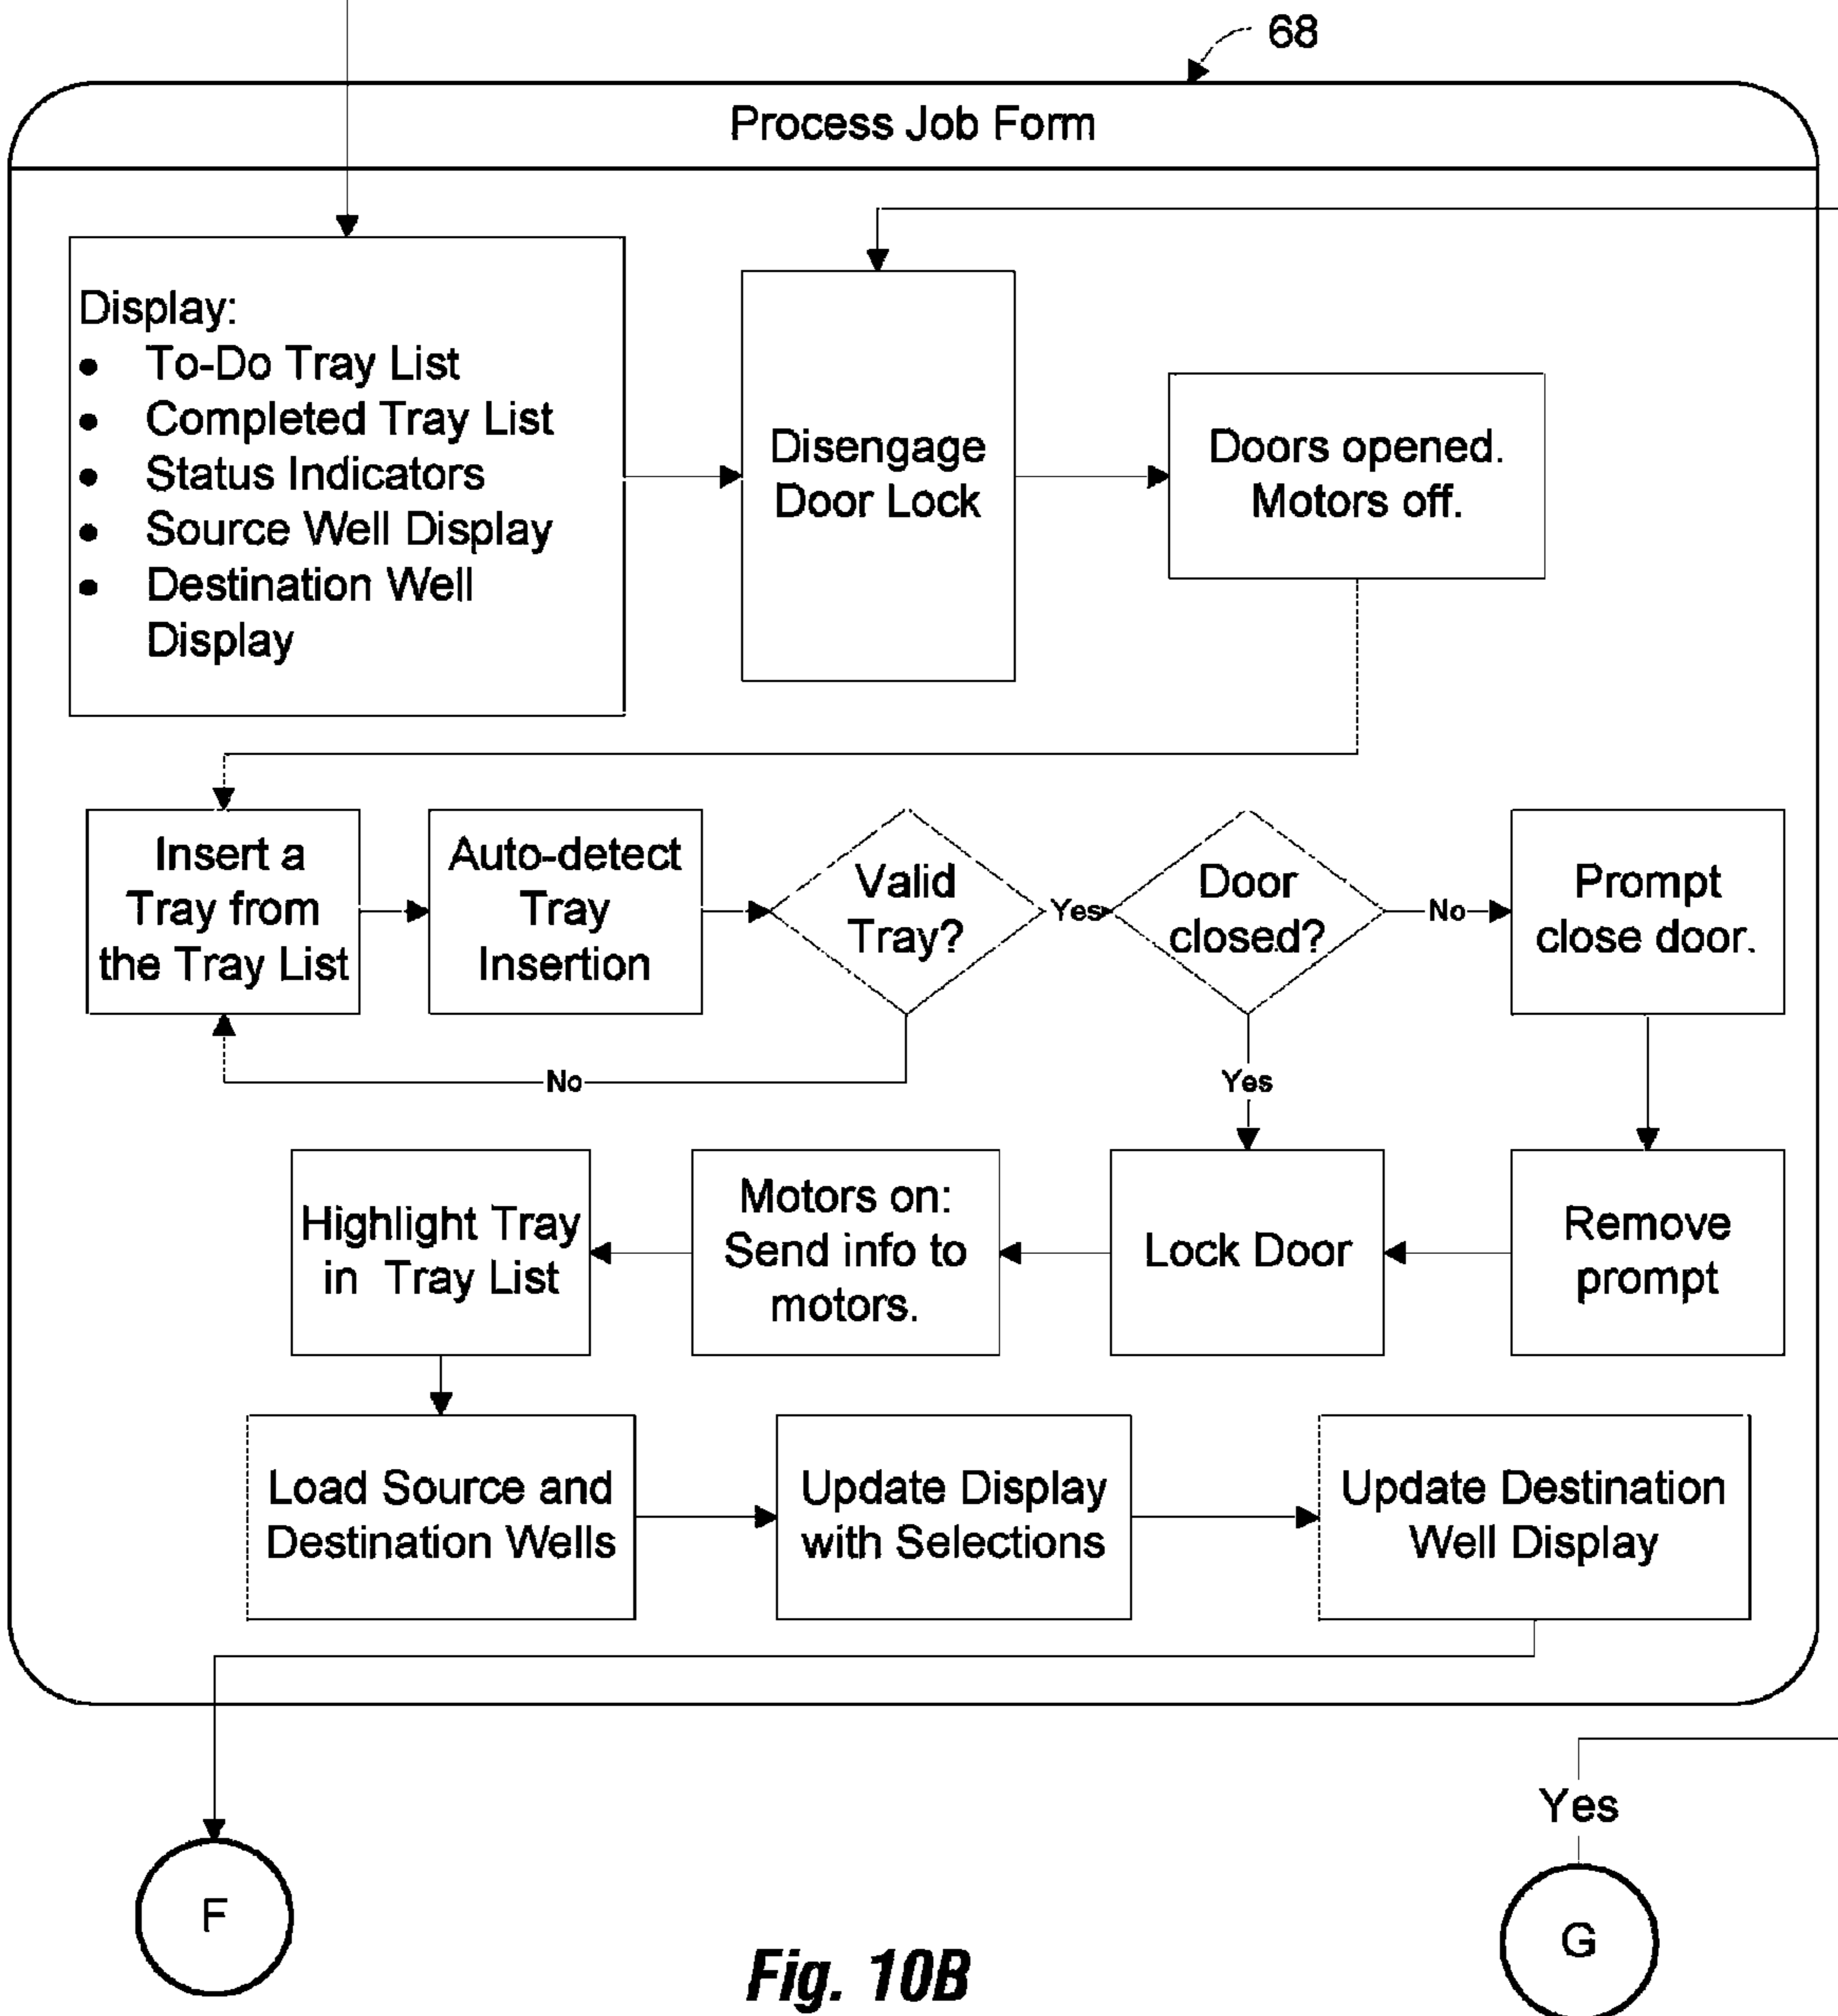 68
Process Job Form
Display:
• To-Do Tray List
• Completed Tray List
• Status Indicators
• Source Well Display
• Destination Well
Display
Disengage
Door Lock
Doors opened.
Motors off.
Insert a
Tray from
the Tray List
Auto-detect
Tray
Insertion
Valid
Tray?
Yes
Door
closed?
No
Prompt
close door.
No
Yes
Highlight Tray
in Tray List
Motors on:
Send info to
motors.
Lock Door
Remove
prompt
Load Source and
Destination Wells
Update Display
with Selections
Update Destination
Well Display
Yes
F
G
Fig. 10B